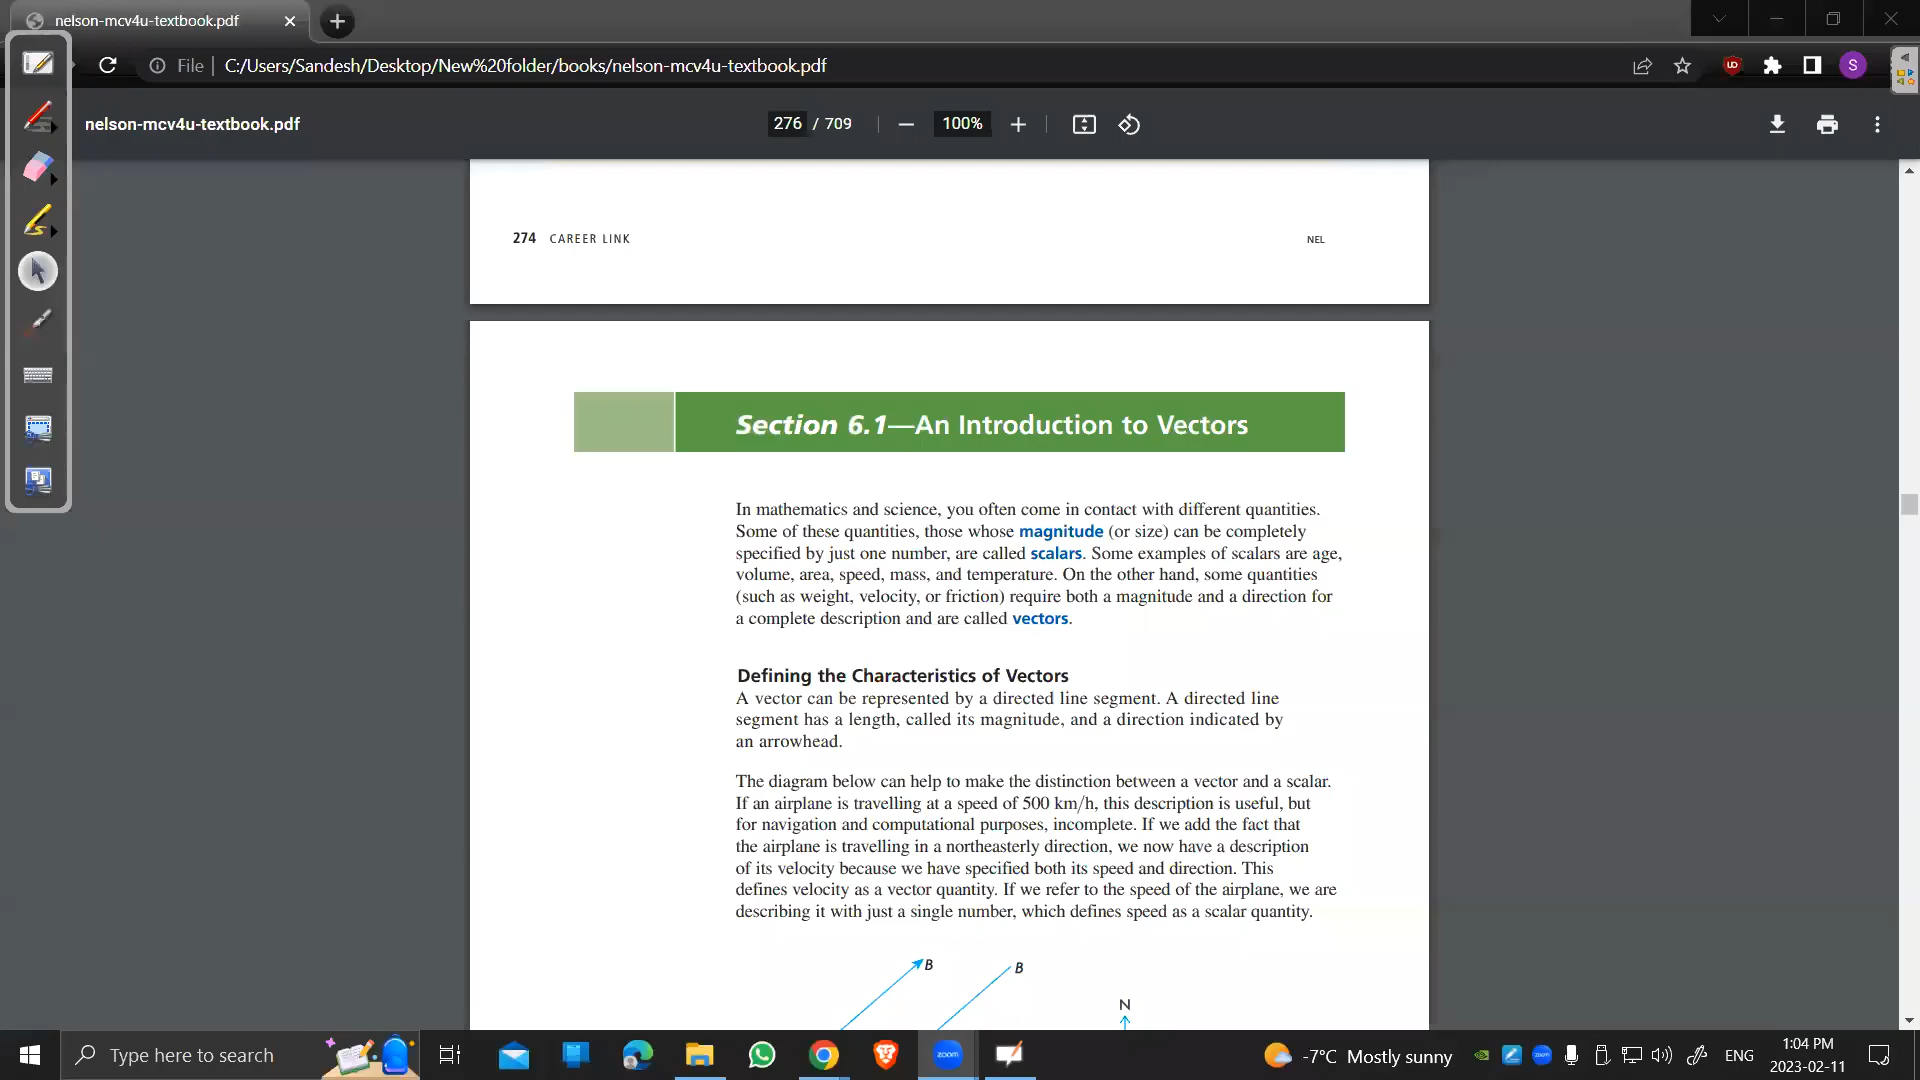 nelson-mcv4u-textbook.pdf
File C:/Users/Sandesh/Desktop/New%20folder/books/nelson-mcv4u-textbook.pdf
S
nelson-mcv4u-textbook.pdf 276 / 709 100%
274 CAREER LINK NEL
Section 6.1—An Introduction to Vectors
In mathematics and science, you often come in contact with different quantities.
Some of these quantities, those whose magnitude (or size) can be completely
specified by just one number, are called scalars. Some examples of scalars are age,
volume, area, speed, mass, and temperature. On the other hand, some quantities
(such as weight, velocity, or friction) require both a magnitude and a direction for
a complete description and are called vectors.
Defining the Characteristics of Vectors
A vector can be represented by a directed line segment. A directed line
segment has a length, called its magnitude, and a direction indicated by
an arrowhead.
The diagram below can help to make the distinction between a vector and a scalar.
If an airplane is travelling at a speed of 500 km/h, this description is useful, but
for navigation and computational purposes, incomplete. If we add the fact that
the airplane is travelling in a northeasterly direction, we now have a description
of its velocity because we have specified both its speed and direction. This
defines velocity as a vector quantity. If we refer to the speed of the airplane, we are
describing it with just a single number, which defines speed as a scalar quantity.
B B
N
Type here to search zoom -7°C Mostly sunny zoom ENG 1:04 PM
2023-02-11